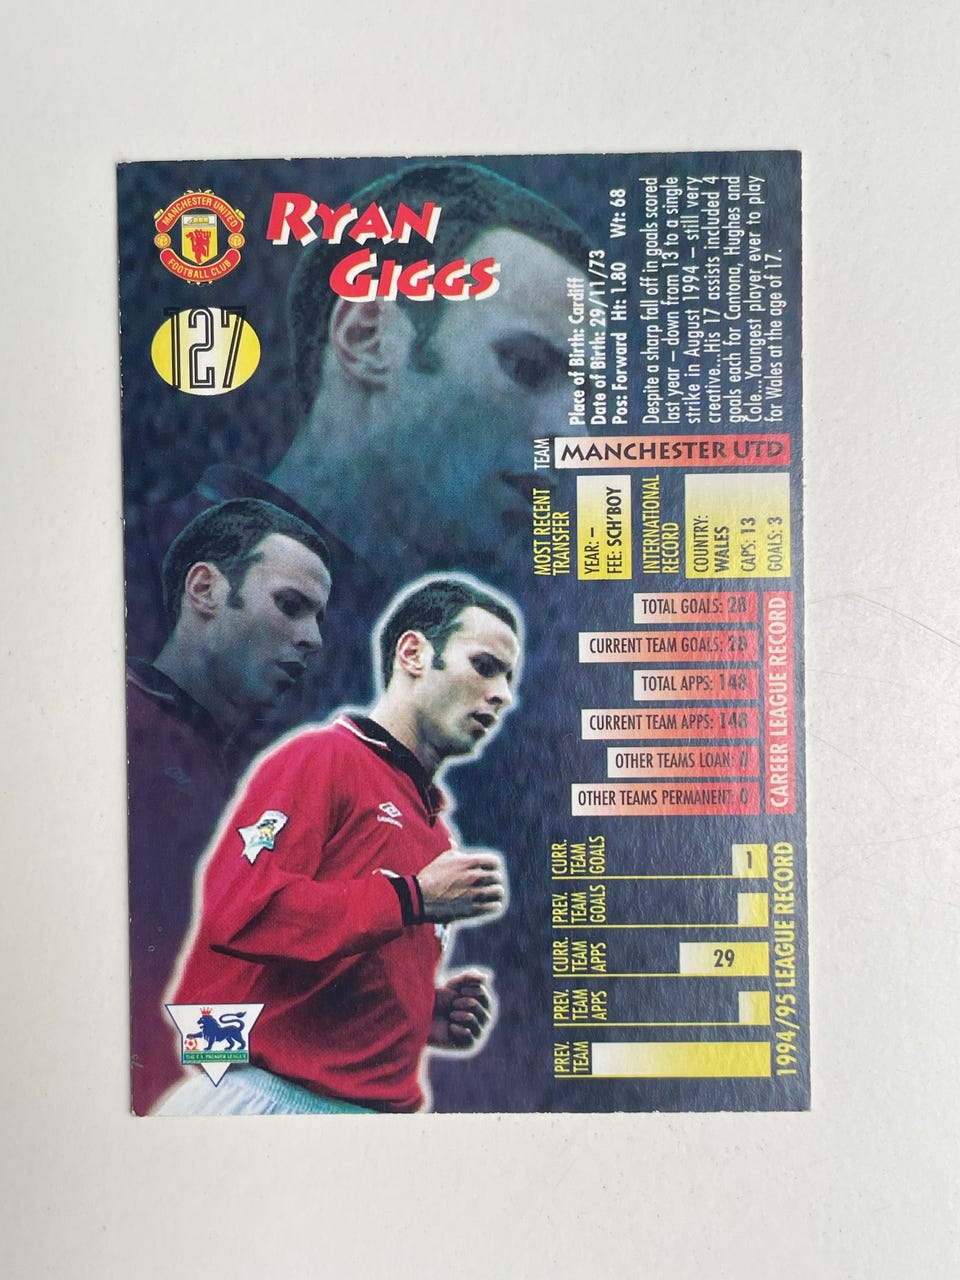 MANCHESTER UNITED
FOOTBALL CLUB
RYAN
GIGGS
127
Place of Birth: Cardiff
Date of Birth: 29/11/73
Pos: Forward Ht: 1.80 Wt: 68
Despite a sharp fall off in goals scored
last year – down from 13 to a single
strike in August 1994 – still very
creative...His 17 assists included 4
goals each for Cantona, Hughes and
Cole...Youngest player ever to play
for Wales at the age of 17.
TEAM
MANCHESTER UTD
MOST RECENT
TRANSFER
YEAR: –
FEE: SCH'BOY
INTERNATIONAL
RECORD
COUNTRY:
WALES
CAPS: 13
GOALS: 3
TOTAL GOALS: 28
CURRENT TEAM GOALS: 28
TOTAL APPS: 148
CURRENT TEAM APPS: 148
OTHER TEAMS LOAN: 0
OTHER TEAMS PERMANENT: 0
CAREER LEAGUE RECORD
CURR.
TEAM
GOALS
1
PREV.
TEAM
GOALS
CURR.
TEAM
APPS
29
PREV.
TEAM
APPS
PREV.
TEAM
1994/95 LEAGUE RECORD
umbro
THE F.A. PREMIER LEAGUE